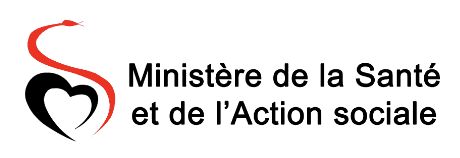 Ministère de la Santé
et de l'Action sociale